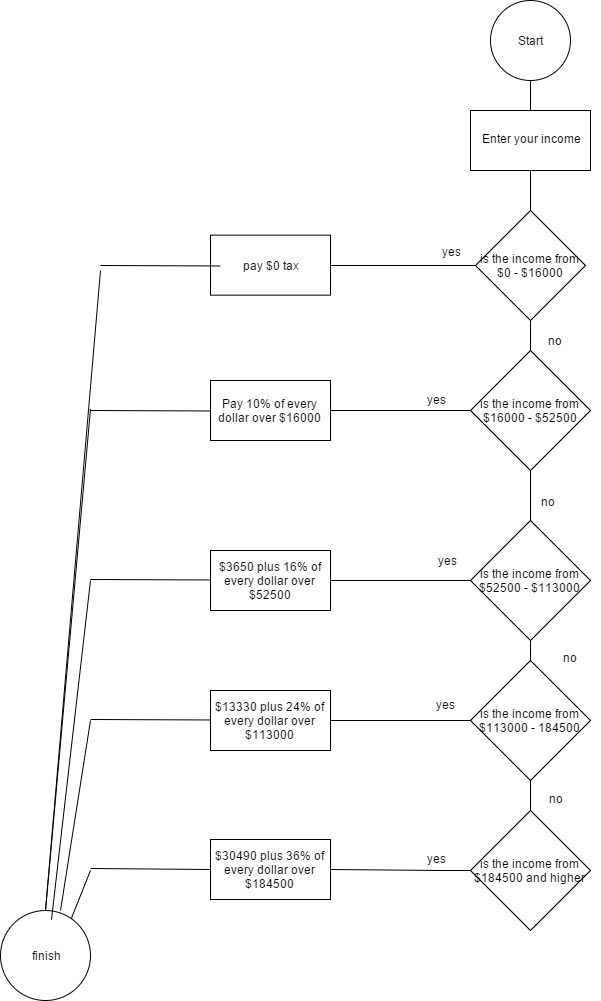 Start
Enter your income
is the income from
$0 - $16000
yes
pay $0 tax
no
is the income from
$16000 - $52500
yes
Pay 10% of every
dollar over $16000
no
is the income from
$52500 - $113000
yes
$3650 plus 16% of
every dollar over
$52500
no
is the income from
$113000 - 184500
yes
$13330 plus 24% of
every dollar over
$113000
no
is the income from
$184500 and higher
yes
$30490 plus 36% of
every dollar over
$184500
finish